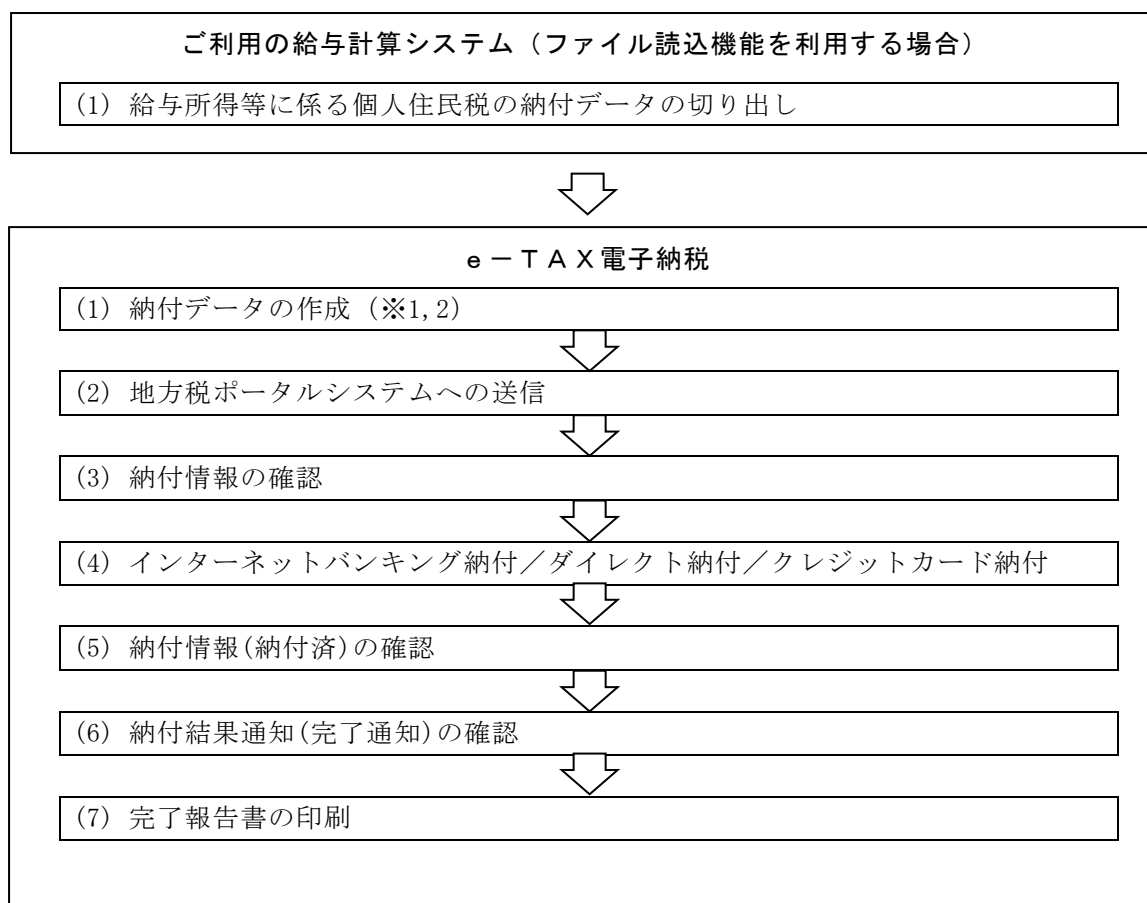 ご利用の給与計算システム（ファイル読込機能を利用する場合）
(1) 給与所得等に係る個人住民税の納付データの切り出し
ｅ－ＴＡＸ電子納税
(1) 納付データの作成 (※1,2)
(2) 地方税ポータルシステムへの送信
(3) 納付情報の確認
(4) インターネットバンキング納付／ダイレクト納付／クレジットカード納付
(5) 納付情報(納付済)の確認
(6) 納付結果通知(完了通知)の確認
(7) 完了報告書の印刷